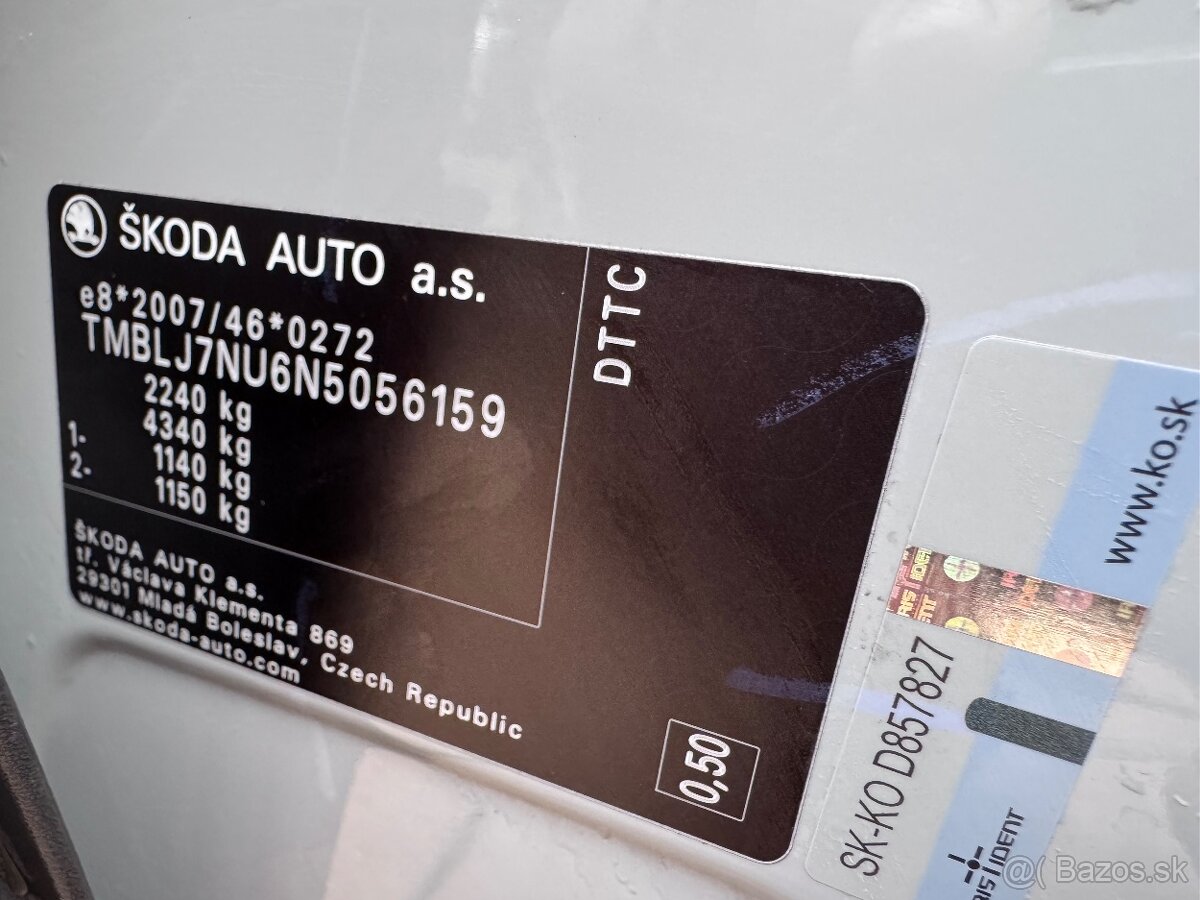 ŠKODA AUTO a.s.
e8*2007/46*0272
TMBLJ7NU6N5056159
2240 kg
4340 kg
1- 1140 kg
2- 1150 kg
ŠKODA AUTO a.s.
tř. Václava Klementa 869
29301 Mladá Boleslav, Czech Republic
www.skoda-auto.com
DTTC
0,50
www.ko.sk
SK-KO D857827
@( Bazos.sk